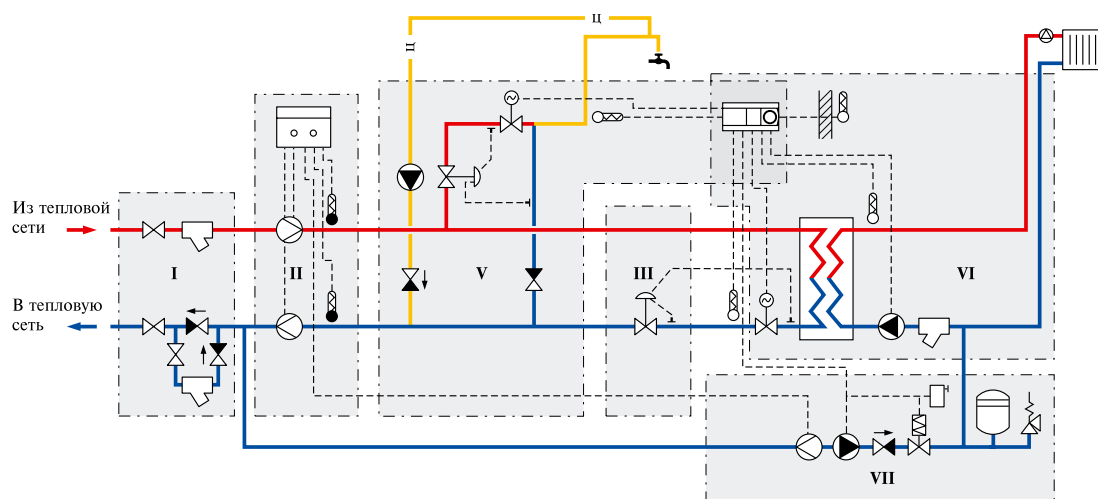 ц
ц
Из тепловой
сети
I
II
V
III
VI
В тепловую
сеть
VII